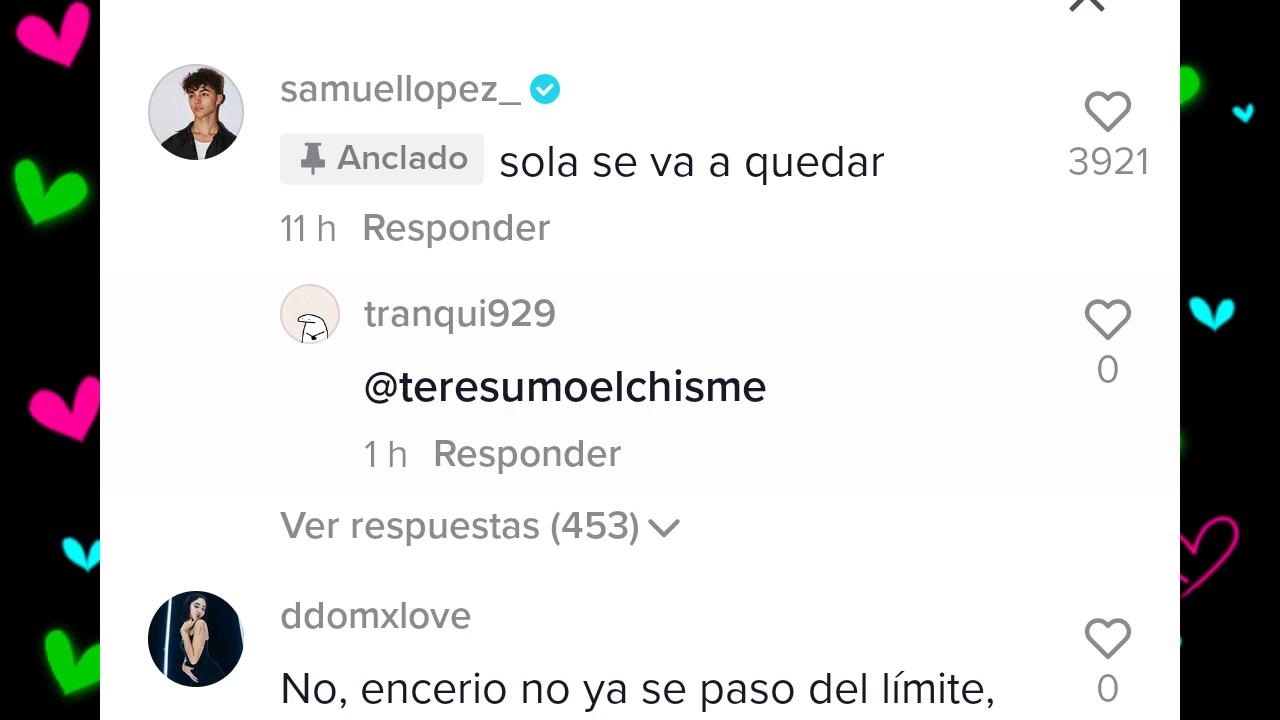 samuellopez_
Anclado sola se va a quedar
3921
11 h Responder
tranqui929
@teresumoelchisme
0
1 h Responder
Ver respuestas (453)
ddomxlove
No, encerio no ya se paso del límite,
0